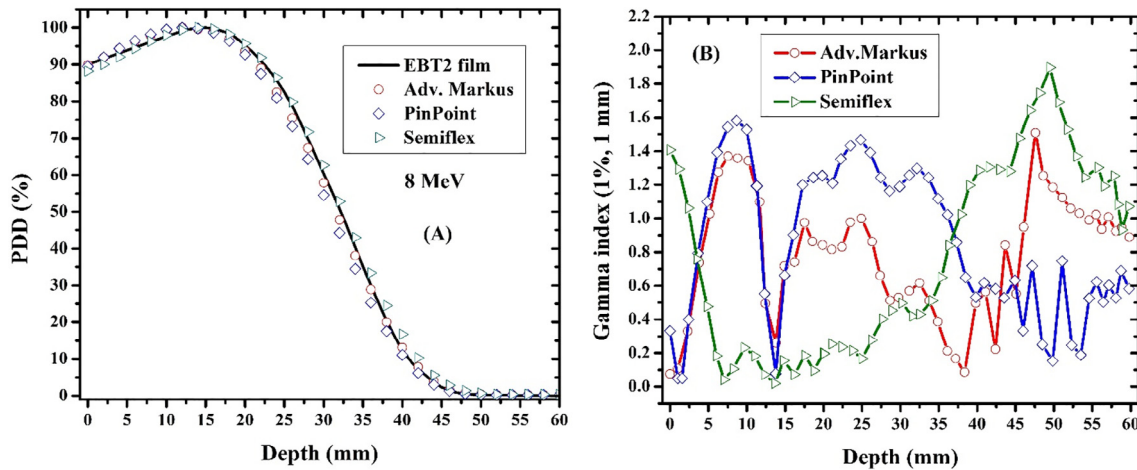 100
90
80
70
60
50
40
30
20
10
0
PDD (%)
EBT2 film
Adv. Markus
PinPoint
Semiflex
8 MeV
(A)
0 5 10 15 20 25 30 35 40 45 50 55 60
Depth (mm)
2.2
2.0
1.8
1.6
1.4
1.2
1.0
0.8
0.6
0.4
0.2
0.0
Gamma index (1%, 1 mm)
(B)
Adv.Markus
PinPoint
Semiflex
0 5 10 15 20 25 30 35 40 45 50 55 60
Depth (mm)